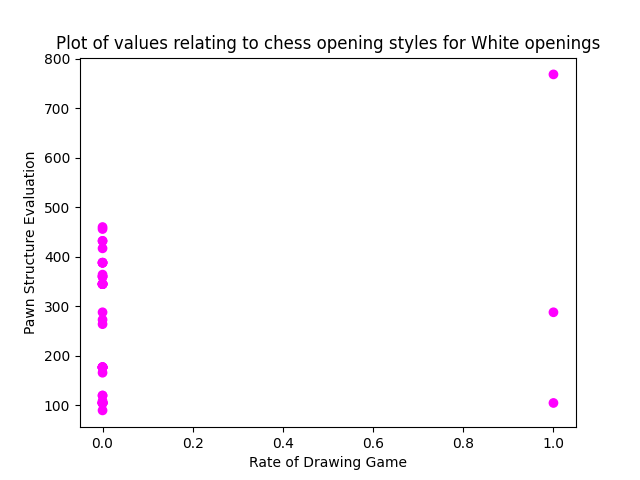 Plot of values relating to chess opening styles for White openings
800
700
600
500
400
300
200
100
Pawn Structure Evaluation
0.0 0.2 0.4 0.6 0.8 1.0
Rate of Drawing Game